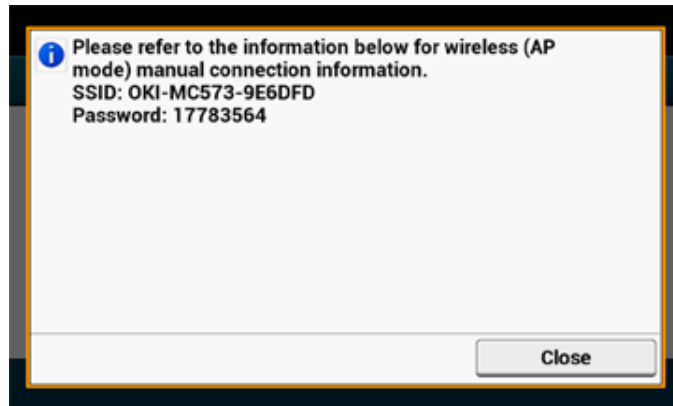 Please refer to the information below for wireless (AP
mode) manual connection information.
SSID: OKI-MC573-9E6DFD
Password: 17783564
Close